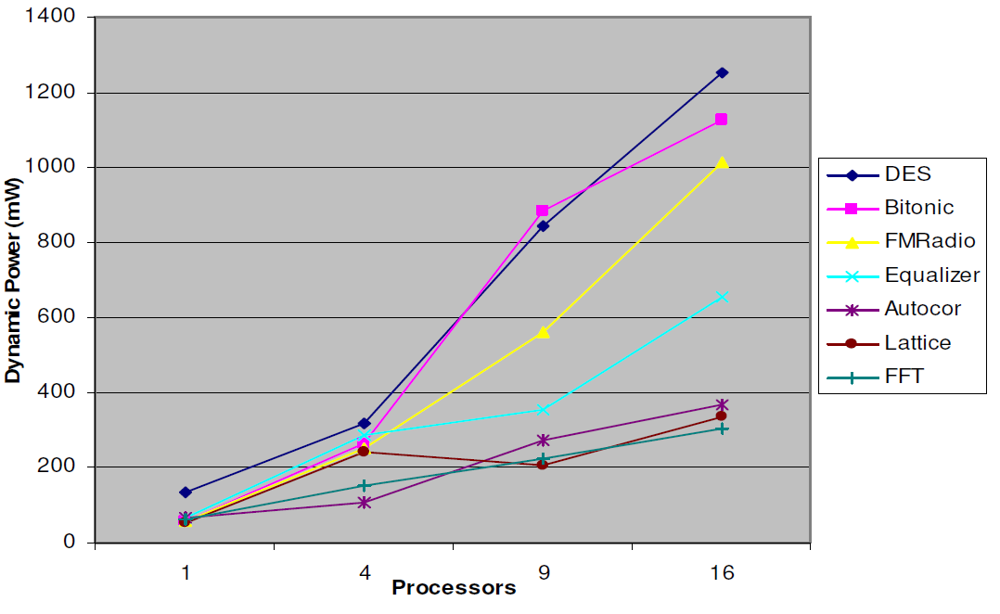 1400
1200
1000
800
600
400
200
0
Dynamic Power (mW)
1 4 9 16
Processors
DES
Bitonic
FMRadio
Equalizer
Autocor
Lattice
FFT